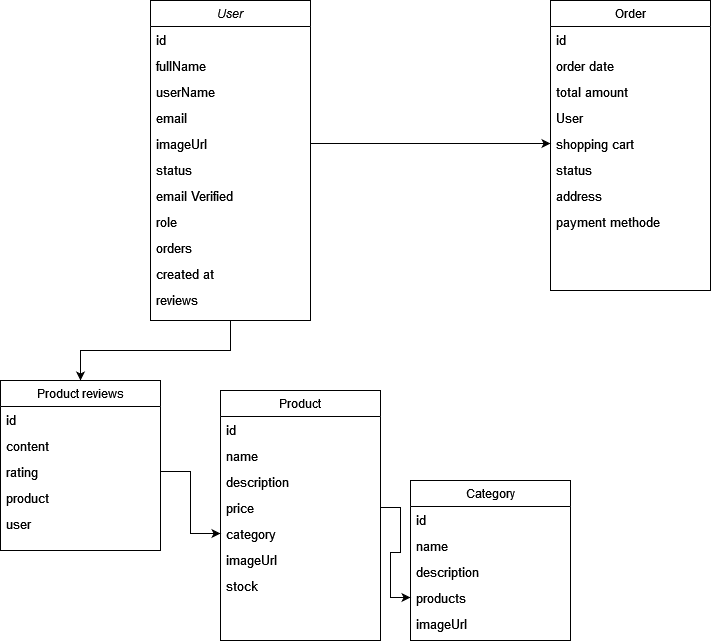 User
id
fullName
userName
email
imageUrl
status
email Verified
role
orders
created at
reviews
Order
id
order date
total amount
User
shopping cart
status
address
payment methode
Product reviews
id
content
rating
product
user
Product
id
name
description
price
category
imageUrl
stock
Category
id
name
description
products
imageUrl